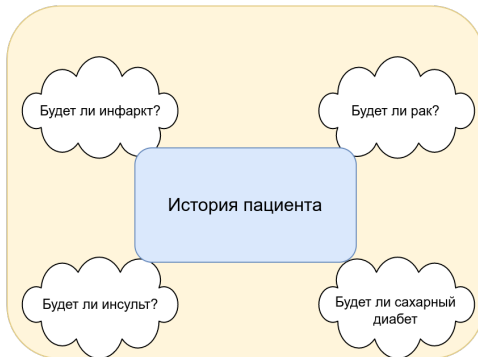 Будет ли инфаркт?
Будет ли рак?
История пациента
Будет ли инсульт?
Будет ли сахарный
диабет